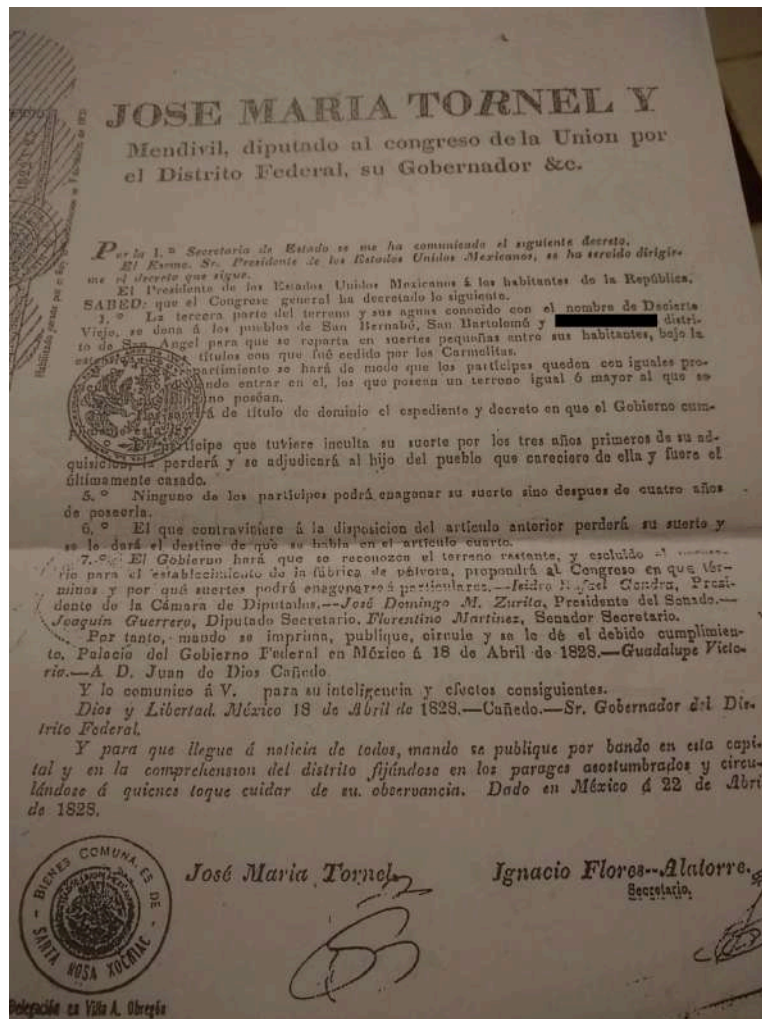 JOSE MARIA TORNEL Y
Mendivil, diputado al congreso de la Union por
el Distrito Federal, su Gobernador &c.
Por la 1.ª Secretaria de Estado se me ha comunicado el siguiente decreto.
El Exmo. Sr. Presidente de los Estados Unidos Mexicanos, se ha servido dirigir-
me el decreto que sigue.
El Presidente de los Estados Unidos Mexicanos á los habitantes de la República,
SABED: que el Congreso general ha decretado lo siguiente.
1.º La tercera parte del terreno y sus aguas conocido con el nombre de Decierto
Viejo, se dona á los pueblos de San Bernabé, San Bartolomé y distri-
to de San Angel para que se reparta en suertes pequeñas entre sus habitantes, bajo la
títulos con que fué cedido por los Carmelitas.
partimiento se hará de modo que los partícipes queden con iguales pro-
endo entrar en el, los que posean un terreno igual ó mayor al que se
no poséan.
rá de título de dominio el espediente y decreto en que el Gobierno cum-
partícipe que tuviere inculta su suerte por los tres años primeros de su ad-
quisicion, la perderá y se adjudicará al hijo del pueblo que careciere de ella y fuere el
últimamente casado.
5.º Ninguno de los partícipes podrá enagenar su suerte sino despues de cuatro años
de poseerla.
6.º El que contraviniere á la disposicion del artículo anterior perderá su suerte y
se le dará el destino de que se habla en el artículo cuarto.
7.º El Gobierno hará que se reconozca el terreno restante, y escluido el
rio para el establecimiento de la fábrica de pólvora, propondrá al Congreso en que tér-
minos y por qué suertes podrá enagenarse á particulares.—Isidro Rafael Gondra, Presi-
dente de la Cámara de Diputados.—José Domingo M. Zurita, Presidente del Senado.—
Joaquin Guerrero, Diputado Secretario. Florentino Martinez, Senador Secretario.
Por tanto, mando se imprima, publique, circule y se le dé el debido cumplimien-
to. Palacio del Gobierno Federal en México á 18 de Abril de 1828.—Guadalupe Victo-
ria.—A D. Juan de Dios Cañedo.
Y lo comunico á V. para su inteligencia y efectos consiguientes.
Dios y Libertad. México 18 de Abril de 1828.—Cañedo.—Sr. Gobernador del Dis-
trito Federal.
Y para que llegue á noticia de todos, mando se publique por bando en esta capi-
tal y en la comprehension del distrito fijándose en los parages acostumbrados y circu-
lándose á quienes toque cuidar de su observancia. Dado en México á 22 de Abri
de 1828.
José Maria Tornel
Ignacio Flores--Alatorre.
Secretario.
BIENES COMUNALES DE
SANTA ROSA XOCHIAC
Delegación en Villa A. Obregón